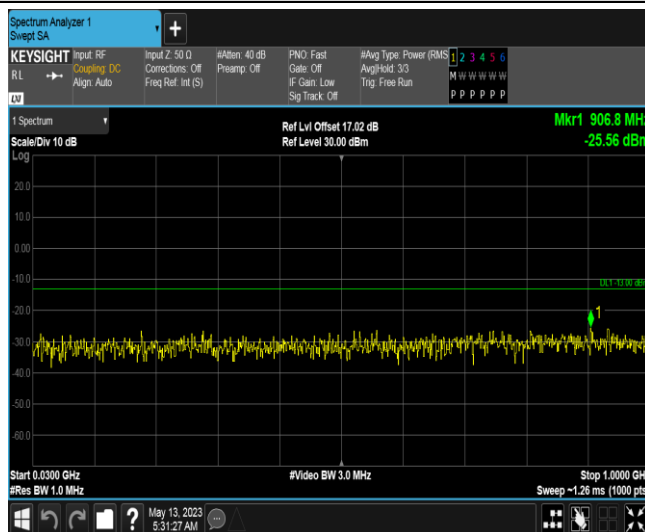 Spectrum Analyzer 1
Swept SA
+
KEYSIGHT Input: RF Input Z: 50 Ω #Atten: 40 dB PNO: Fast #Avg Type: Power (RMS 1 2 3 4 5 6
RL Coupling: DC Corrections: Off Preamp: Off Gate: Off Avg|Hold: 3/3 M W W W W W
Align: Auto Freq Ref: Int (S) IF Gain: Low Trig: Free Run
Sig Track: Off P P P P P P
LXI
1 Spectrum Ref Lvl Offset 17.02 dB Mkr1 906.8 MHz
Scale/Div 10 dB Ref Level 30.00 dBm -25.56 dBm
Log
20.0
10.0
0.00
-10.0
DL1 -13.00 dBm
-20.0
1
-30.0
-40.0
-50.0
-60.0
Start 0.0300 GHz #Video BW 3.0 MHz Stop 1.0000 GHz
#Res BW 1.0 MHz Sweep ~1.26 ms (1000 pts
? May 13, 2023
5:31:27 AM